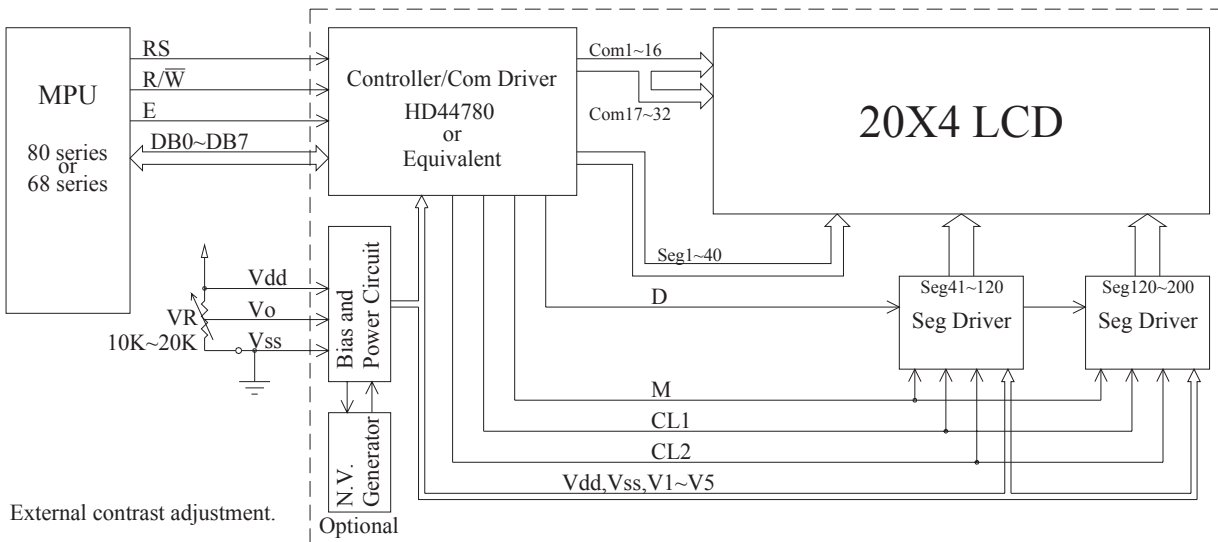 MPU
80 series
or
68 series
RS
R/W̅
E
DB0~DB7
Controller/Com Driver
HD44780
or
Equivalent
Com1~16
Com17~32
20X4 LCD
Seg1~40
Vdd
Vo
Vss
VR
10K~20K
Bias and
Power Circuit
D
Seg41~120
Seg Driver
Seg120~200
Seg Driver
M
CL1
CL2
Vdd,Vss,V1~V5
N.V.
Generator
Optional
External contrast adjustment.